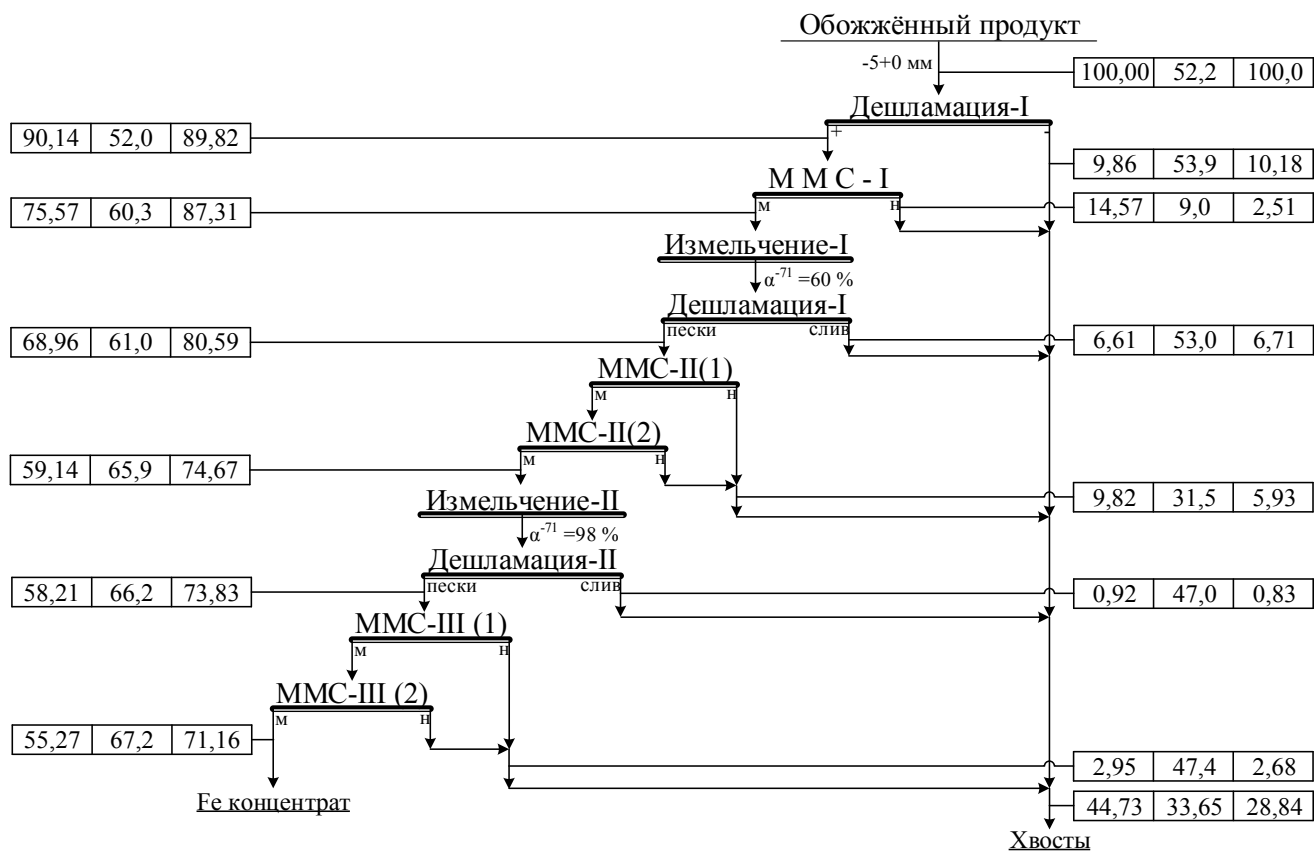 Обожжённый продукт
-5+0 мм
100,00 52,2 100,0
Дешламация-I
+ -
90,14 52,0 89,82
9,86 53,9 10,18
М М С - I
м н
75,57 60,3 87,31
14,57 9,0 2,51
Измельчение-I
α-71 =60 %
Дешламация-I
пески слив
68,96 61,0 80,59
6,61 53,0 6,71
ММС-II(1)
м н
ММС-II(2)
м н
59,14 65,9 74,67
9,82 31,5 5,93
Измельчение-II
α-71 =98 %
Дешламация-II
пески слив
58,21 66,2 73,83
0,92 47,0 0,83
ММС-III (1)
м н
ММС-III (2)
м н
55,27 67,2 71,16
2,95 47,4 2,68
Fe концентрат
44,73 33,65 28,84
Хвосты